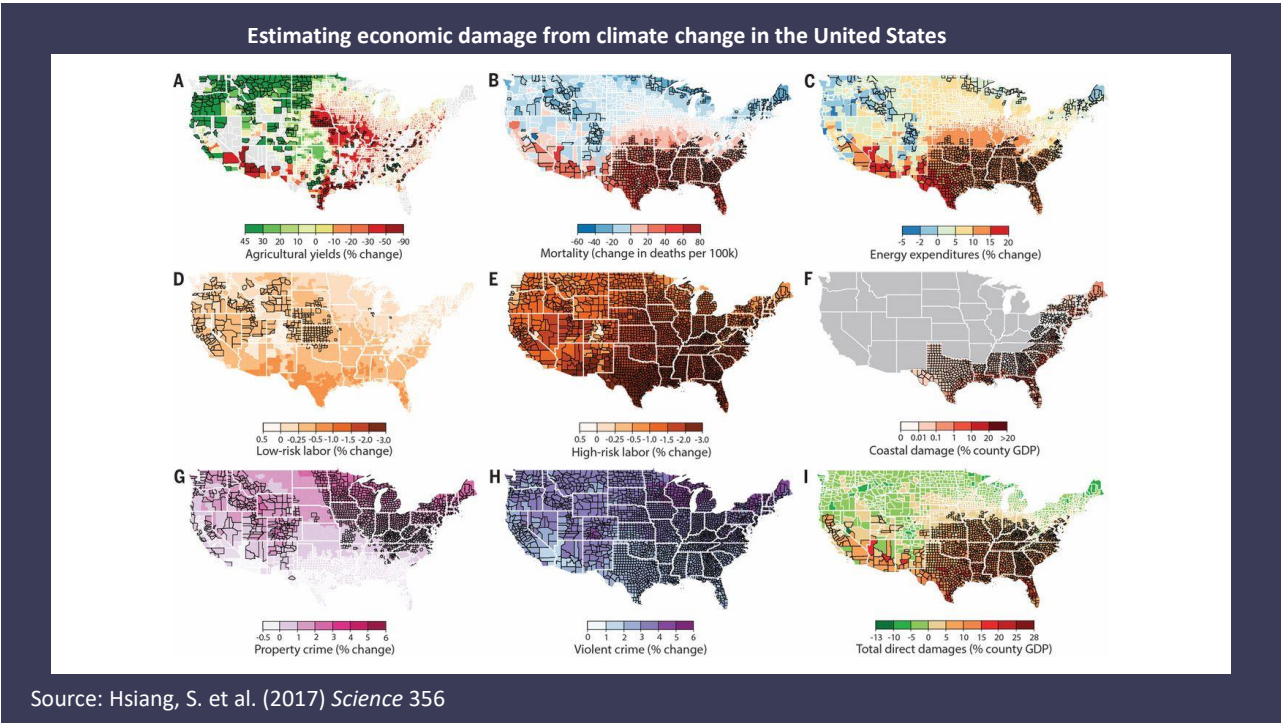 Estimating economic damage from climate change in the United States
A
B
C
45 30 20 10 0 -10 -20 -30 -50 -90
Agricultural yields (% change)
-60 -40 -20 0 20 40 60 80
Mortality (change in deaths per 100k)
-5 -2 0 5 10 15 20
Energy expenditures (% change)
D
E
F
0.5 0 -0.25 -0.5 -1.0 -1.5 -2.0 -3.0
Low-risk labor (% change)
0.5 0 -0.25 -0.5 -1.0 -1.5 -2.0 -3.0
High-risk labor (% change)
0 0.01 0.1 1 10 20 >20
Coastal damage (% county GDP)
G
H
I
-0.5 0 1 2 3 4 5 6
Property crime (% change)
0 1 2 3 4 5 6
Violent crime (% change)
-13 -10 -5 0 5 10 15 20 25 28
Total direct damages (% county GDP)
Source: Hsiang, S. et al. (2017) Science 356